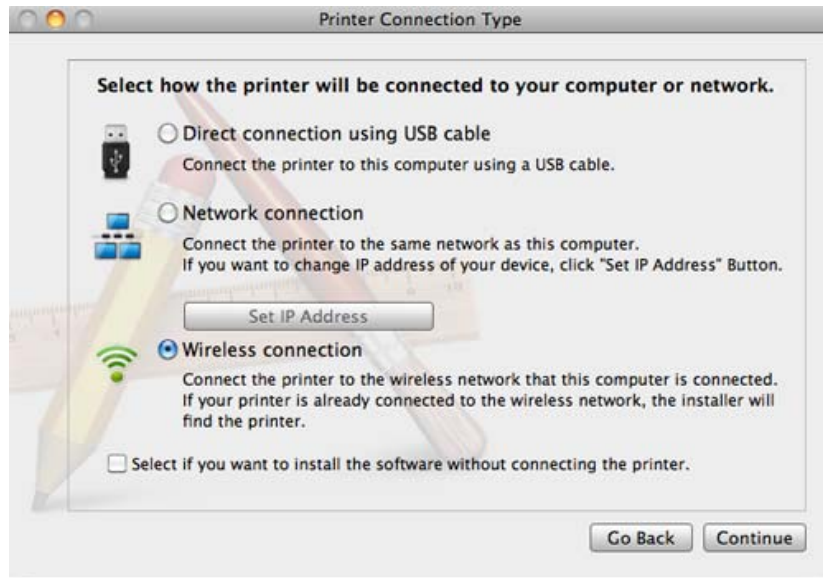 Printer Connection Type
Select how the printer will be connected to your computer or network.
Direct connection using USB cable
Connect the printer to this computer using a USB cable.
Network connection
Connect the printer to the same network as this computer.
If you want to change IP address of your device, click "Set IP Address" Button.
Set IP Address
Wireless connection
Connect the printer to the wireless network that this computer is connected.
If your printer is already connected to the wireless network, the installer will
find the printer.
Select if you want to install the software without connecting the printer.
Go Back
Continue